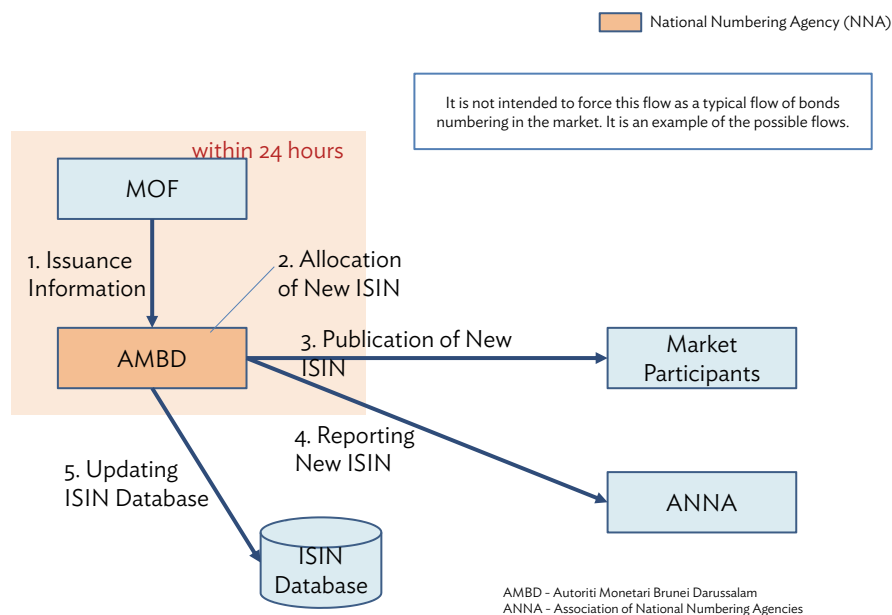 National Numbering Agency (NNA)
It is not intended to force this flow as a typical flow of bonds
numbering in the market. It is an example of the possible flows.
within 24 hours
MOF
1. Issuance
Information
2. Allocation
of New ISIN
AMBD
3. Publication of New
ISIN
Market
Participants
4. Reporting
New ISIN
5. Updating
ISIN Database
ANNA
ISIN
Database
AMBD - Autoriti Monetari Brunei Darussalam
ANNA - Association of National Numbering Agencies